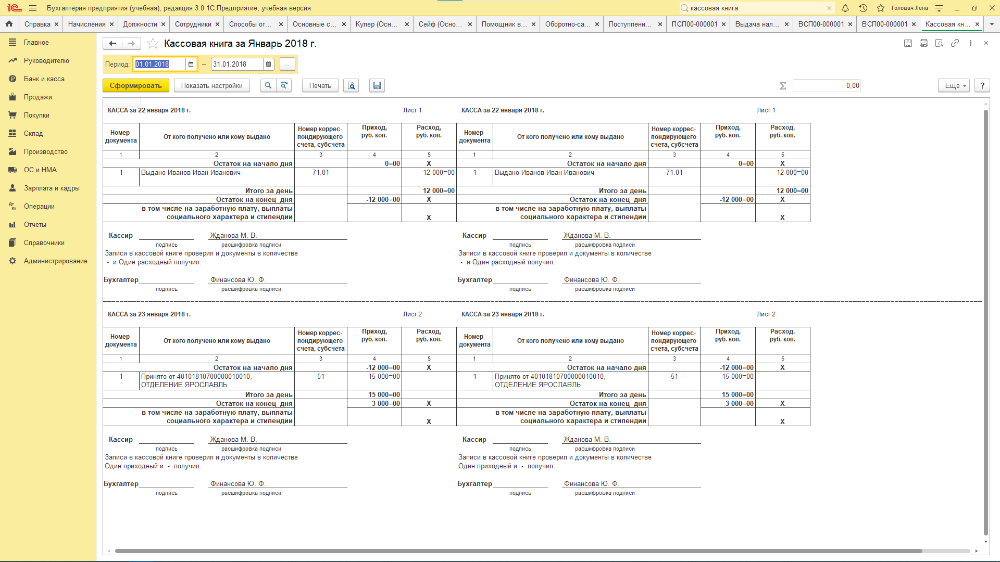 1С Бухгалтерия предприятия (учебная), редакция 3.0 1С:Предприятие, учебная версия кассовая книга Головач Лена
Справка Начисления Должности Сотрудники Способы от... Основные с... Кулер (Осн... Сейф (Осно... Помощник в... Оборотно-са... Поступлени... ПСП00-000001 Выдача нал... ВСП00-000001 ВСП00-000001 Кассовая кн...
Главное
Руководителю
Банк и касса
Продажи
Покупки
Склад
Производство
ОС и НМА
Зарплата и кадры
Операции
Отчеты
Справочники
Администрирование
Кассовая книга за Январь 2018 г.
Период: 01.01.2018 – 31.01.2018 ...
Сформировать Показать настройки Печать Σ 0,00 Еще ?
КАССА за 22 января 2018 г. Лист 1 КАССА за 22 января 2018 г. Лист 1
Номер документа От кого получено или кому выдано Номер коррес-пондирующего счета, субсчета Приход, руб. коп. Расход, руб. коп. Номер документа От кого получено или кому выдано Номер коррес-пондирующего счета, субсчета Приход, руб. коп. Расход, руб. коп.
1 2 3 4 5 1 2 3 4 5
Остаток на начало дня 0=00 X Остаток на начало дня 0=00 X
1 Выдано Иванов Иван Иванович 71.01 12 000=00 1 Выдано Иванов Иван Иванович 71.01 12 000=00
Итого за день 12 000=00 Итого за день 12 000=00
Остаток на конец дня -12 000=00 X Остаток на конец дня -12 000=00 X
в том числе на заработную плату, выплаты в том числе на заработную плату, выплаты
социального характера и стипендии X социального характера и стипендии X
Кассир Жданова М. В. Кассир Жданова М. В.
подпись расшифровка подписи подпись расшифровка подписи
Записи в кассовой книге проверил и документы в количестве Записи в кассовой книге проверил и документы в количестве
- и Один расходный получил. - и Один расходный получил.
Бухгалтер Финансова Ю. Ф. Бухгалтер Финансова Ю. Ф.
подпись расшифровка подписи подпись расшифровка подписи
КАССА за 23 января 2018 г. Лист 2 КАССА за 23 января 2018 г. Лист 2
Номер документа От кого получено или кому выдано Номер коррес-пондирующего счета, субсчета Приход, руб. коп. Расход, руб. коп. Номер документа От кого получено или кому выдано Номер коррес-пондирующего счета, субсчета Приход, руб. коп. Расход, руб. коп.
1 2 3 4 5 1 2 3 4 5
Остаток на начало дня -12 000=00 X Остаток на начало дня -12 000=00 X
1 Принято от 40101810700000010010, 51 15 000=00 1 Принято от 40101810700000010010, 51 15 000=00
ОТДЕЛЕНИЕ ЯРОСЛАВЛЬ ОТДЕЛЕНИЕ ЯРОСЛАВЛЬ
Итого за день 15 000=00 Итого за день 15 000=00
Остаток на конец дня 3 000=00 X Остаток на конец дня 3 000=00 X
в том числе на заработную плату, выплаты в том числе на заработную плату, выплаты
социального характера и стипендии X социального характера и стипендии X
Кассир Жданова М. В. Кассир Жданова М. В.
подпись расшифровка подписи подпись расшифровка подписи
Записи в кассовой книге проверил и документы в количестве Записи в кассовой книге проверил и документы в количестве
Один приходный и - получил. Один приходный и - получил.
Бухгалтер Финансова Ю. Ф. Бухгалтер Финансова Ю. Ф.
подпись расшифровка подписи подпись расшифровка подписи